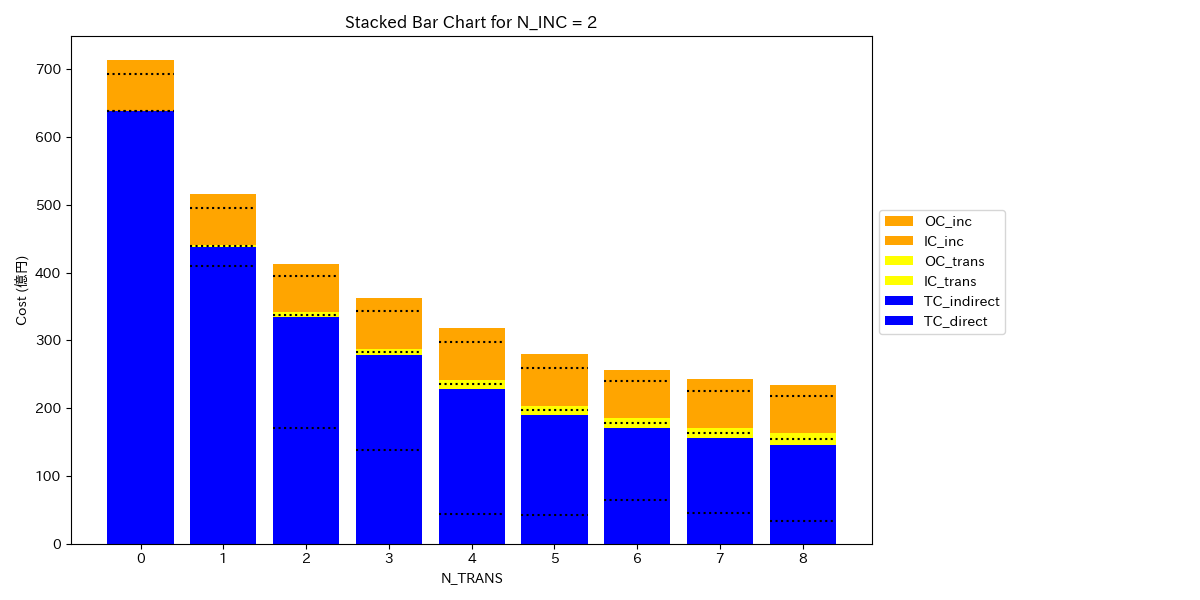 Stacked Bar Chart for N_INC = 2
Cost (億円)
700
600
500
400
300
200
100
0
0 1 2 3 4 5 6 7 8
N_TRANS
OC_inc
IC_inc
OC_trans
IC_trans
TC_indirect
TC_direct